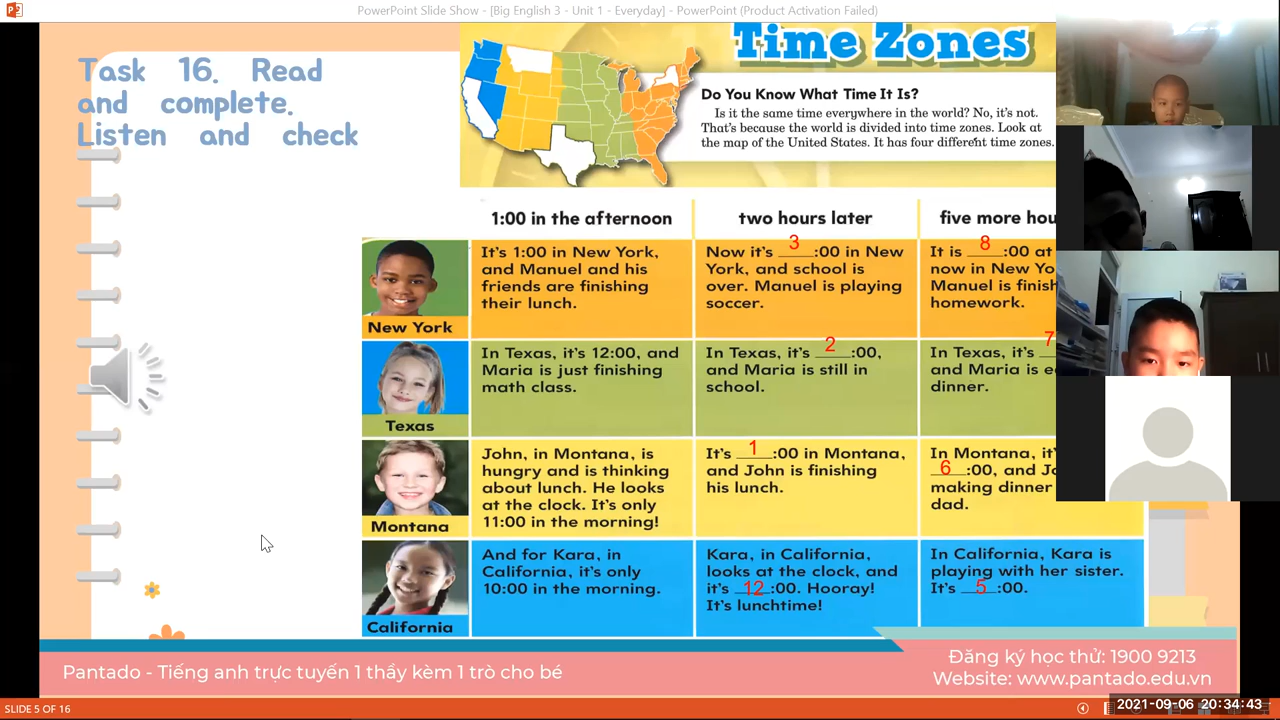 PowerPoint Slide Show - [Big English 3 - Unit 1 - Everyday] - PowerPoint (Product Activation Failed)
Task 16. Read
and complete.
Listen and check
Time Zones
Do You Know What Time It Is?
Is it the same time everywhere in the world? No, it's not.
That's because the world is divided into time zones. Look at
the map of the United States. It has four different time zones.
1:00 in the afternoon
two hours later
five more hou
It's 1:00 in New York,
and Manuel and his
friends are finishing
their lunch.
Now it's 3:00 in New
York, and school is
over. Manuel is playing
soccer.
It is 8:00 at
now in New Yo
Manuel is finish
homework.
New York
In Texas, it's 12:00, and
Maria is just finishing
math class.
In Texas, it's 2:00,
and Maria is still in
school.
In Texas, it's 7
and Maria is e
dinner.
Texas
John, in Montana, is
hungry and is thinking
about lunch. He looks
at the clock. It's only
11:00 in the morning!
It's 1:00 in Montana,
and John is finishing
his lunch.
In Montana, it'
6:00, and Jo
making dinner
dad.
Montana
And for Kara, in
California, it's only
10:00 in the morning.
Kara, in California,
looks at the clock, and
it's 12:00. Hooray!
It's lunchtime!
In California, Kara is
playing with her sister.
It's 5:00.
California
Pantado - Tiếng anh trực tuyến 1 thầy kèm 1 trò cho bé
Đăng ký học thử: 1900 9213
Website: www.pantado.edu.vn
SLIDE 5 OF 16
2021-09-06 20:34:43